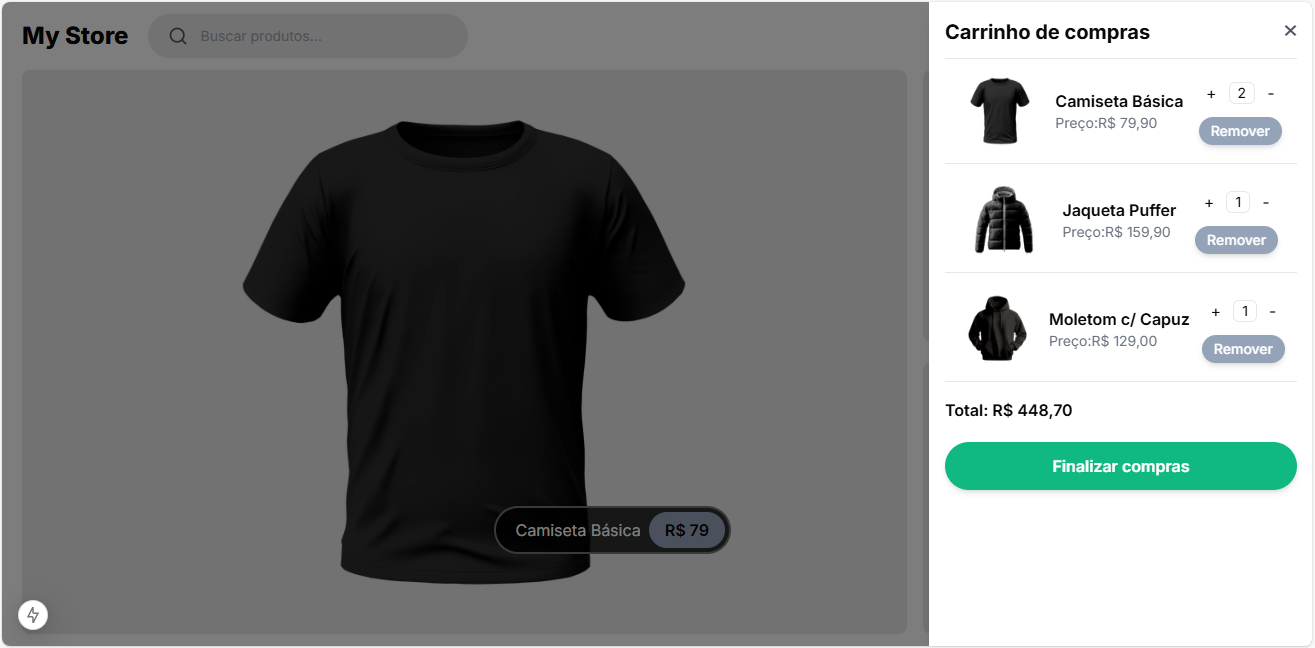 My Store
Buscar produtos...
Camiseta Básica R$ 79
Carrinho de compras ✕
Camiseta Básica
Preço:R$ 79,90
+ 2 -
Remover
Jaqueta Puffer
Preço:R$ 159,90
+ 1 -
Remover
Moletom c/ Capuz
Preço:R$ 129,00
+ 1 -
Remover
Total: R$ 448,70
Finalizar compras